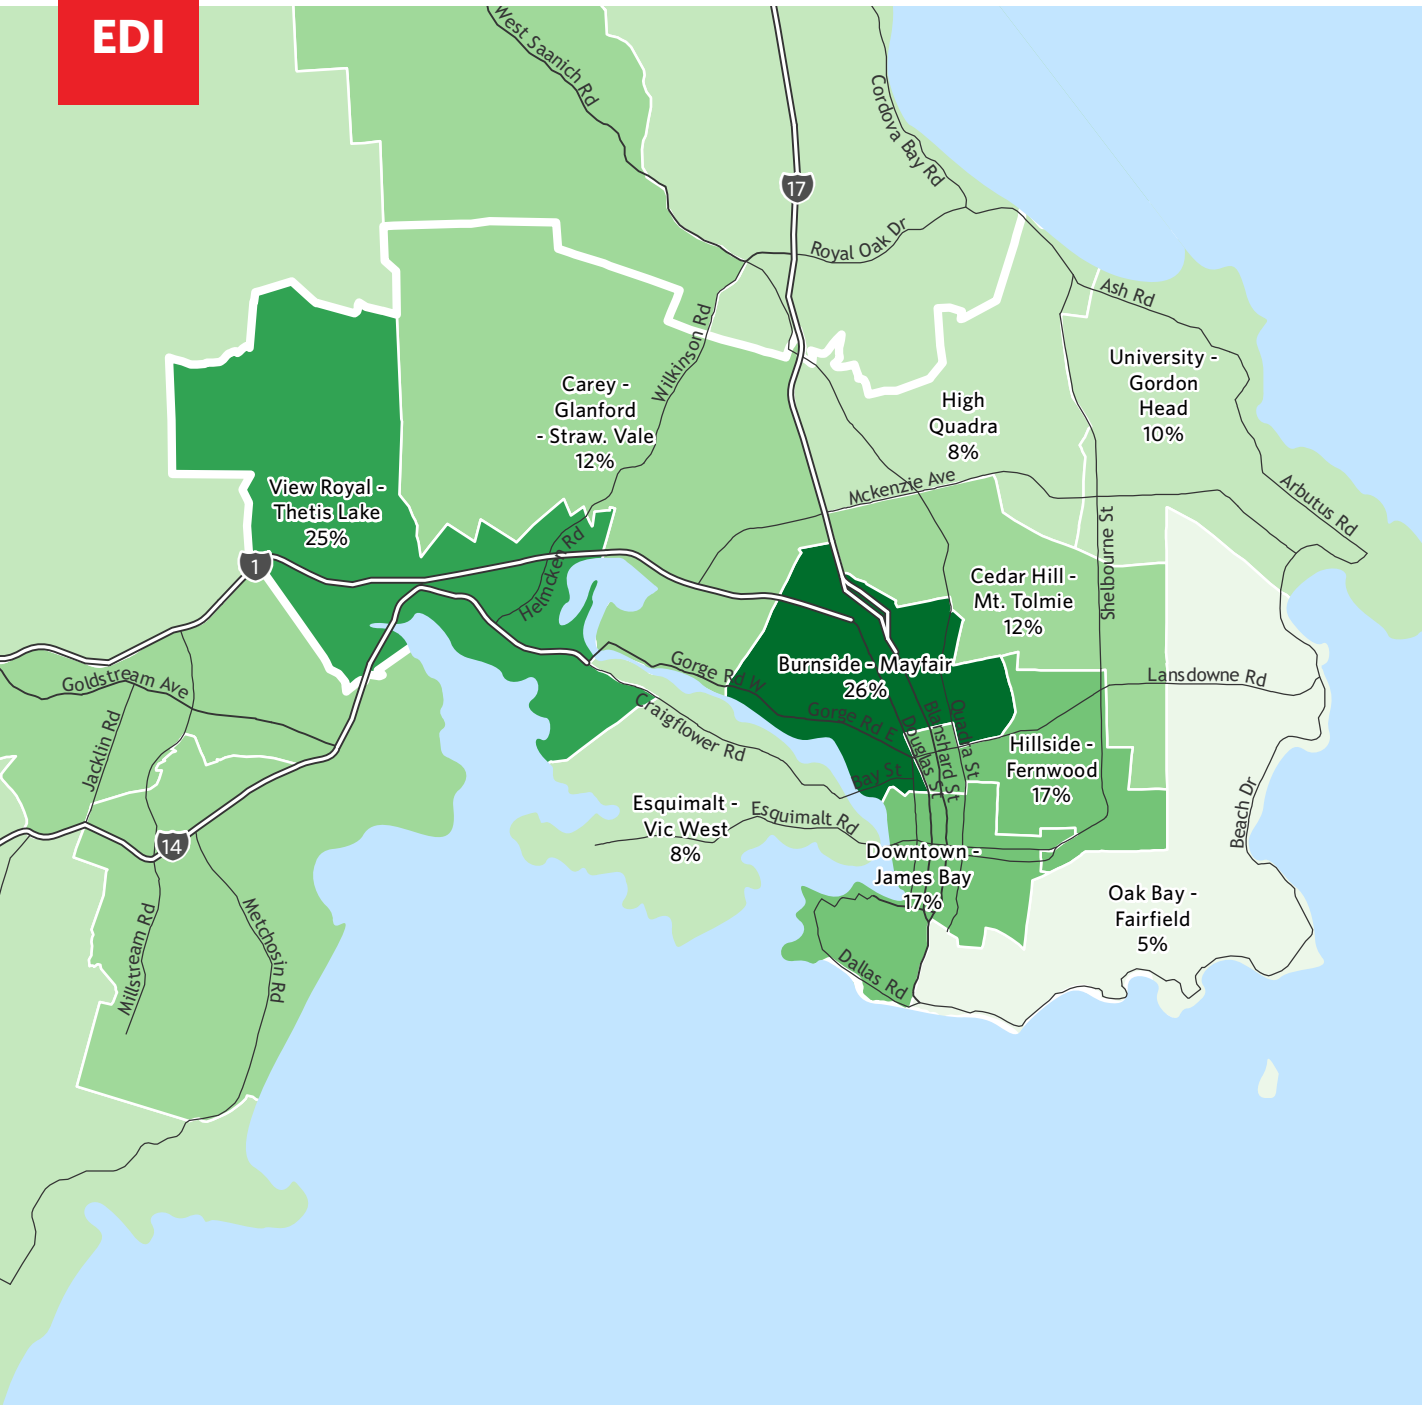 EDI
West Saanich Rd
Cordova Bay Rd
17
Royal Oak Dr
Ash Rd
Wilkinson Rd
University -
Gordon
Head
10%
Carey -
Glanford
- Straw. Vale
12%
High
Quadra
8%
Mckenzie Ave
Arbutus Rd
View Royal -
Thetis Lake
25%
Shelbourne St
1
Helmcken Rd
Cedar Hill -
Mt. Tolmie
12%
Burnside - Mayfair
26%
Gorge Rd W
Lansdowne Rd
Goldstream Ave
Jacklin Rd
Craigflower Rd
Gorge Rd E
Douglas St
Blanshard St
Quadra St
Hillside -
Fernwood
17%
Bay St
Esquimalt -
Vic West
8%
Esquimalt Rd
Beach Dr
14
Downtown -
James Bay
17%
Oak Bay -
Fairfield
5%
Millstream Rd
Metchosin Rd
Dallas Rd